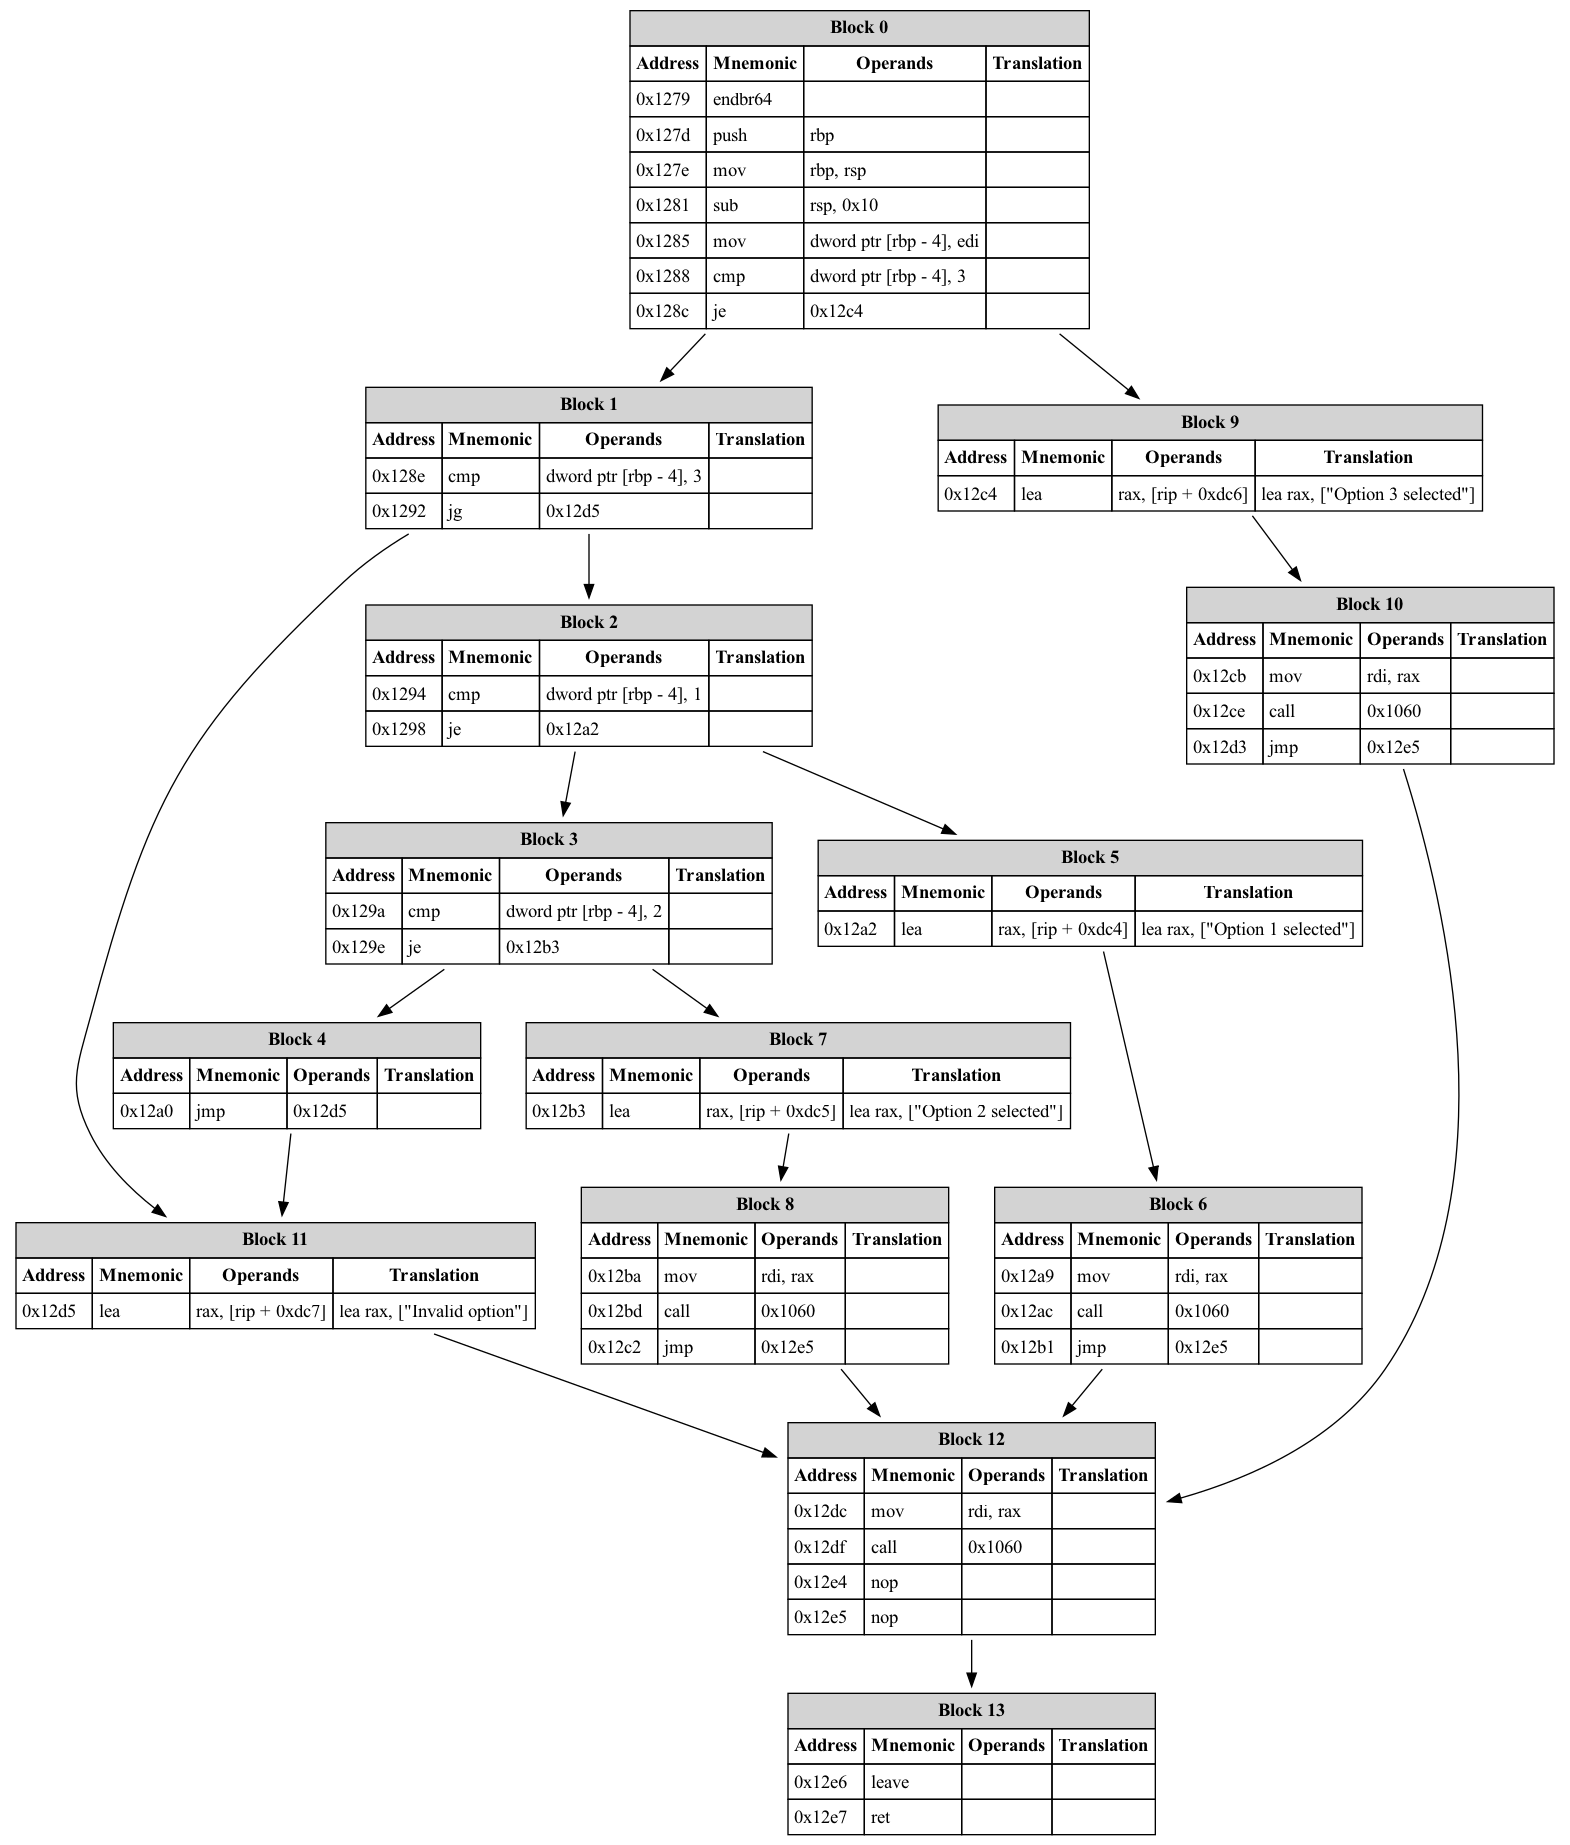 Block 0
Address Mnemonic Operands Translation
0x1279 endbr64
0x127d push rbp
0x127e mov rbp, rsp
0x1281 sub rsp, 0x10
0x1285 mov dword ptr [rbp - 4], edi
0x1288 cmp dword ptr [rbp - 4], 3
0x128c je 0x12c4
Block 1
Address Mnemonic Operands Translation
0x128e cmp dword ptr [rbp - 4], 3
0x1292 jg 0x12d5
Block 9
Address Mnemonic Operands Translation
0x12c4 lea rax, [rip + 0xdc6] lea rax, ["Option 3 selected"]
Block 2
Address Mnemonic Operands Translation
0x1294 cmp dword ptr [rbp - 4], 1
0x1298 je 0x12a2
Block 10
Address Mnemonic Operands Translation
0x12cb mov rdi, rax
0x12ce call 0x1060
0x12d3 jmp 0x12e5
Block 3
Address Mnemonic Operands Translation
0x129a cmp dword ptr [rbp - 4], 2
0x129e je 0x12b3
Block 5
Address Mnemonic Operands Translation
0x12a2 lea rax, [rip + 0xdc4] lea rax, ["Option 1 selected"]
Block 4
Address Mnemonic Operands Translation
0x12a0 jmp 0x12d5
Block 7
Address Mnemonic Operands Translation
0x12b3 lea rax, [rip + 0xdc5] lea rax, ["Option 2 selected"]
Block 11
Address Mnemonic Operands Translation
0x12d5 lea rax, [rip + 0xdc7] lea rax, ["Invalid option"]
Block 8
Address Mnemonic Operands Translation
0x12ba mov rdi, rax
0x12bd call 0x1060
0x12c2 jmp 0x12e5
Block 6
Address Mnemonic Operands Translation
0x12a9 mov rdi, rax
0x12ac call 0x1060
0x12b1 jmp 0x12e5
Block 12
Address Mnemonic Operands Translation
0x12dc mov rdi, rax
0x12df call 0x1060
0x12e4 nop
0x12e5 nop
Block 13
Address Mnemonic Operands Translation
0x12e6 leave
0x12e7 ret